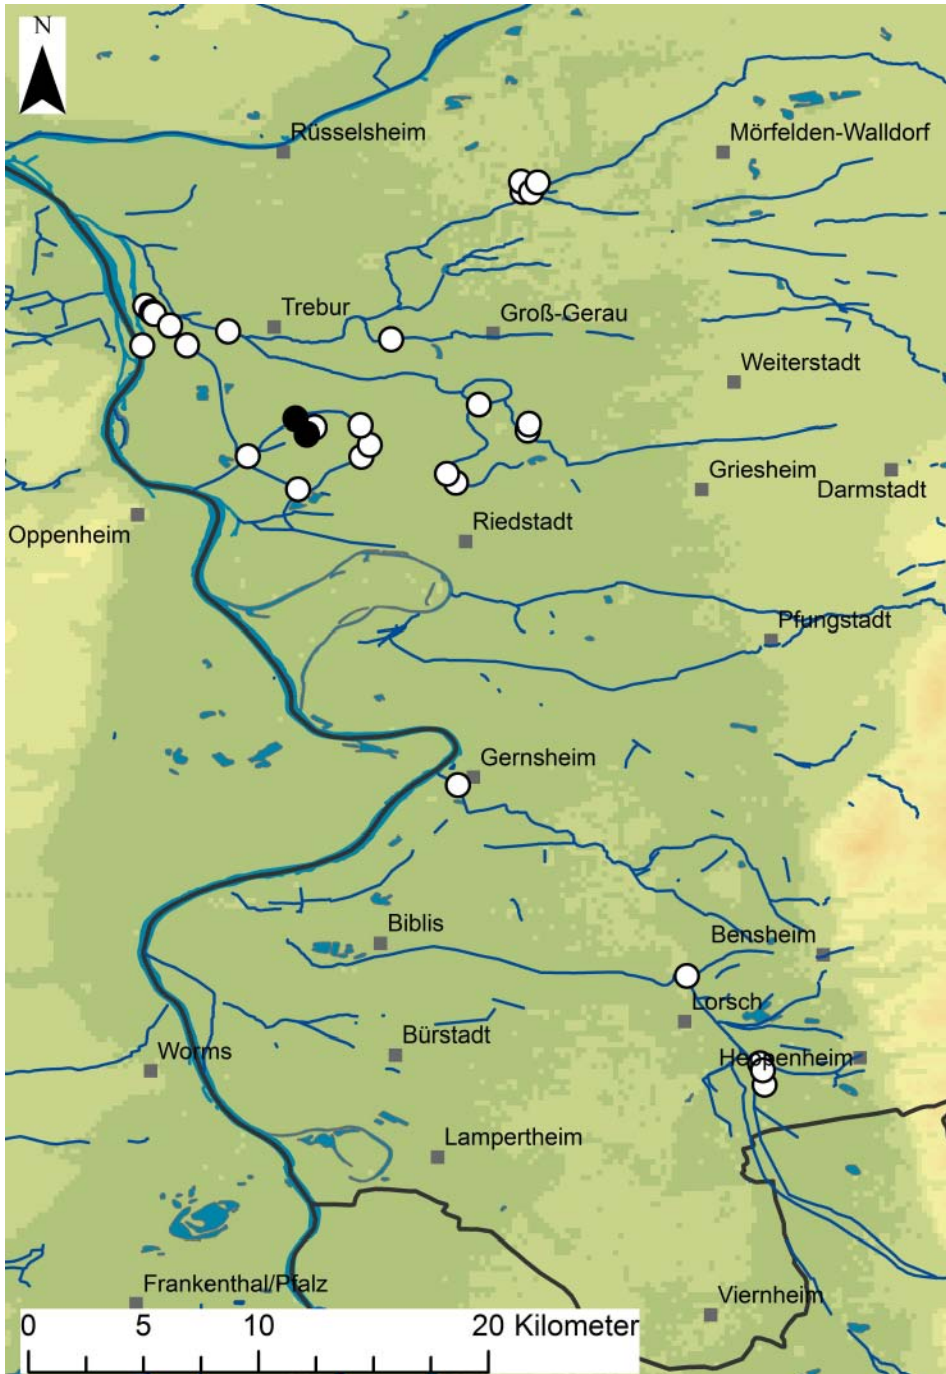 N
Rüsselsheim
Mörfelden-Walldorf
Trebur
Groß-Gerau
Weiterstadt
Griesheim
Darmstadt
Oppenheim
Riedstadt
Pfungstadt
Gernsheim
Biblis
Bensheim
Lorsch
Bürstadt
Worms
Heppenheim
Lampertheim
Frankenthal/Pfalz
Viernheim
0 5 10 20 Kilometer